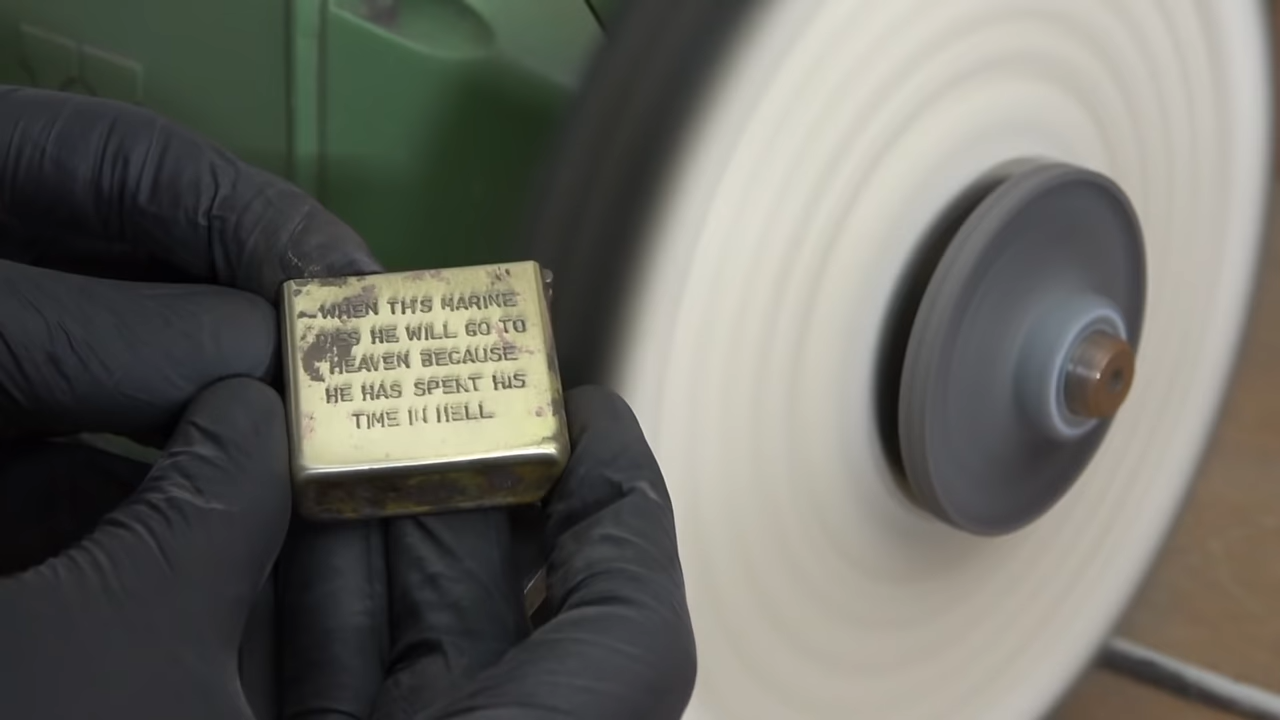 WHEN THIS MARINE
DIES HE WILL GO TO
HEAVEN BECAUSE
HE HAS SPENT HIS
TIME IN HELL